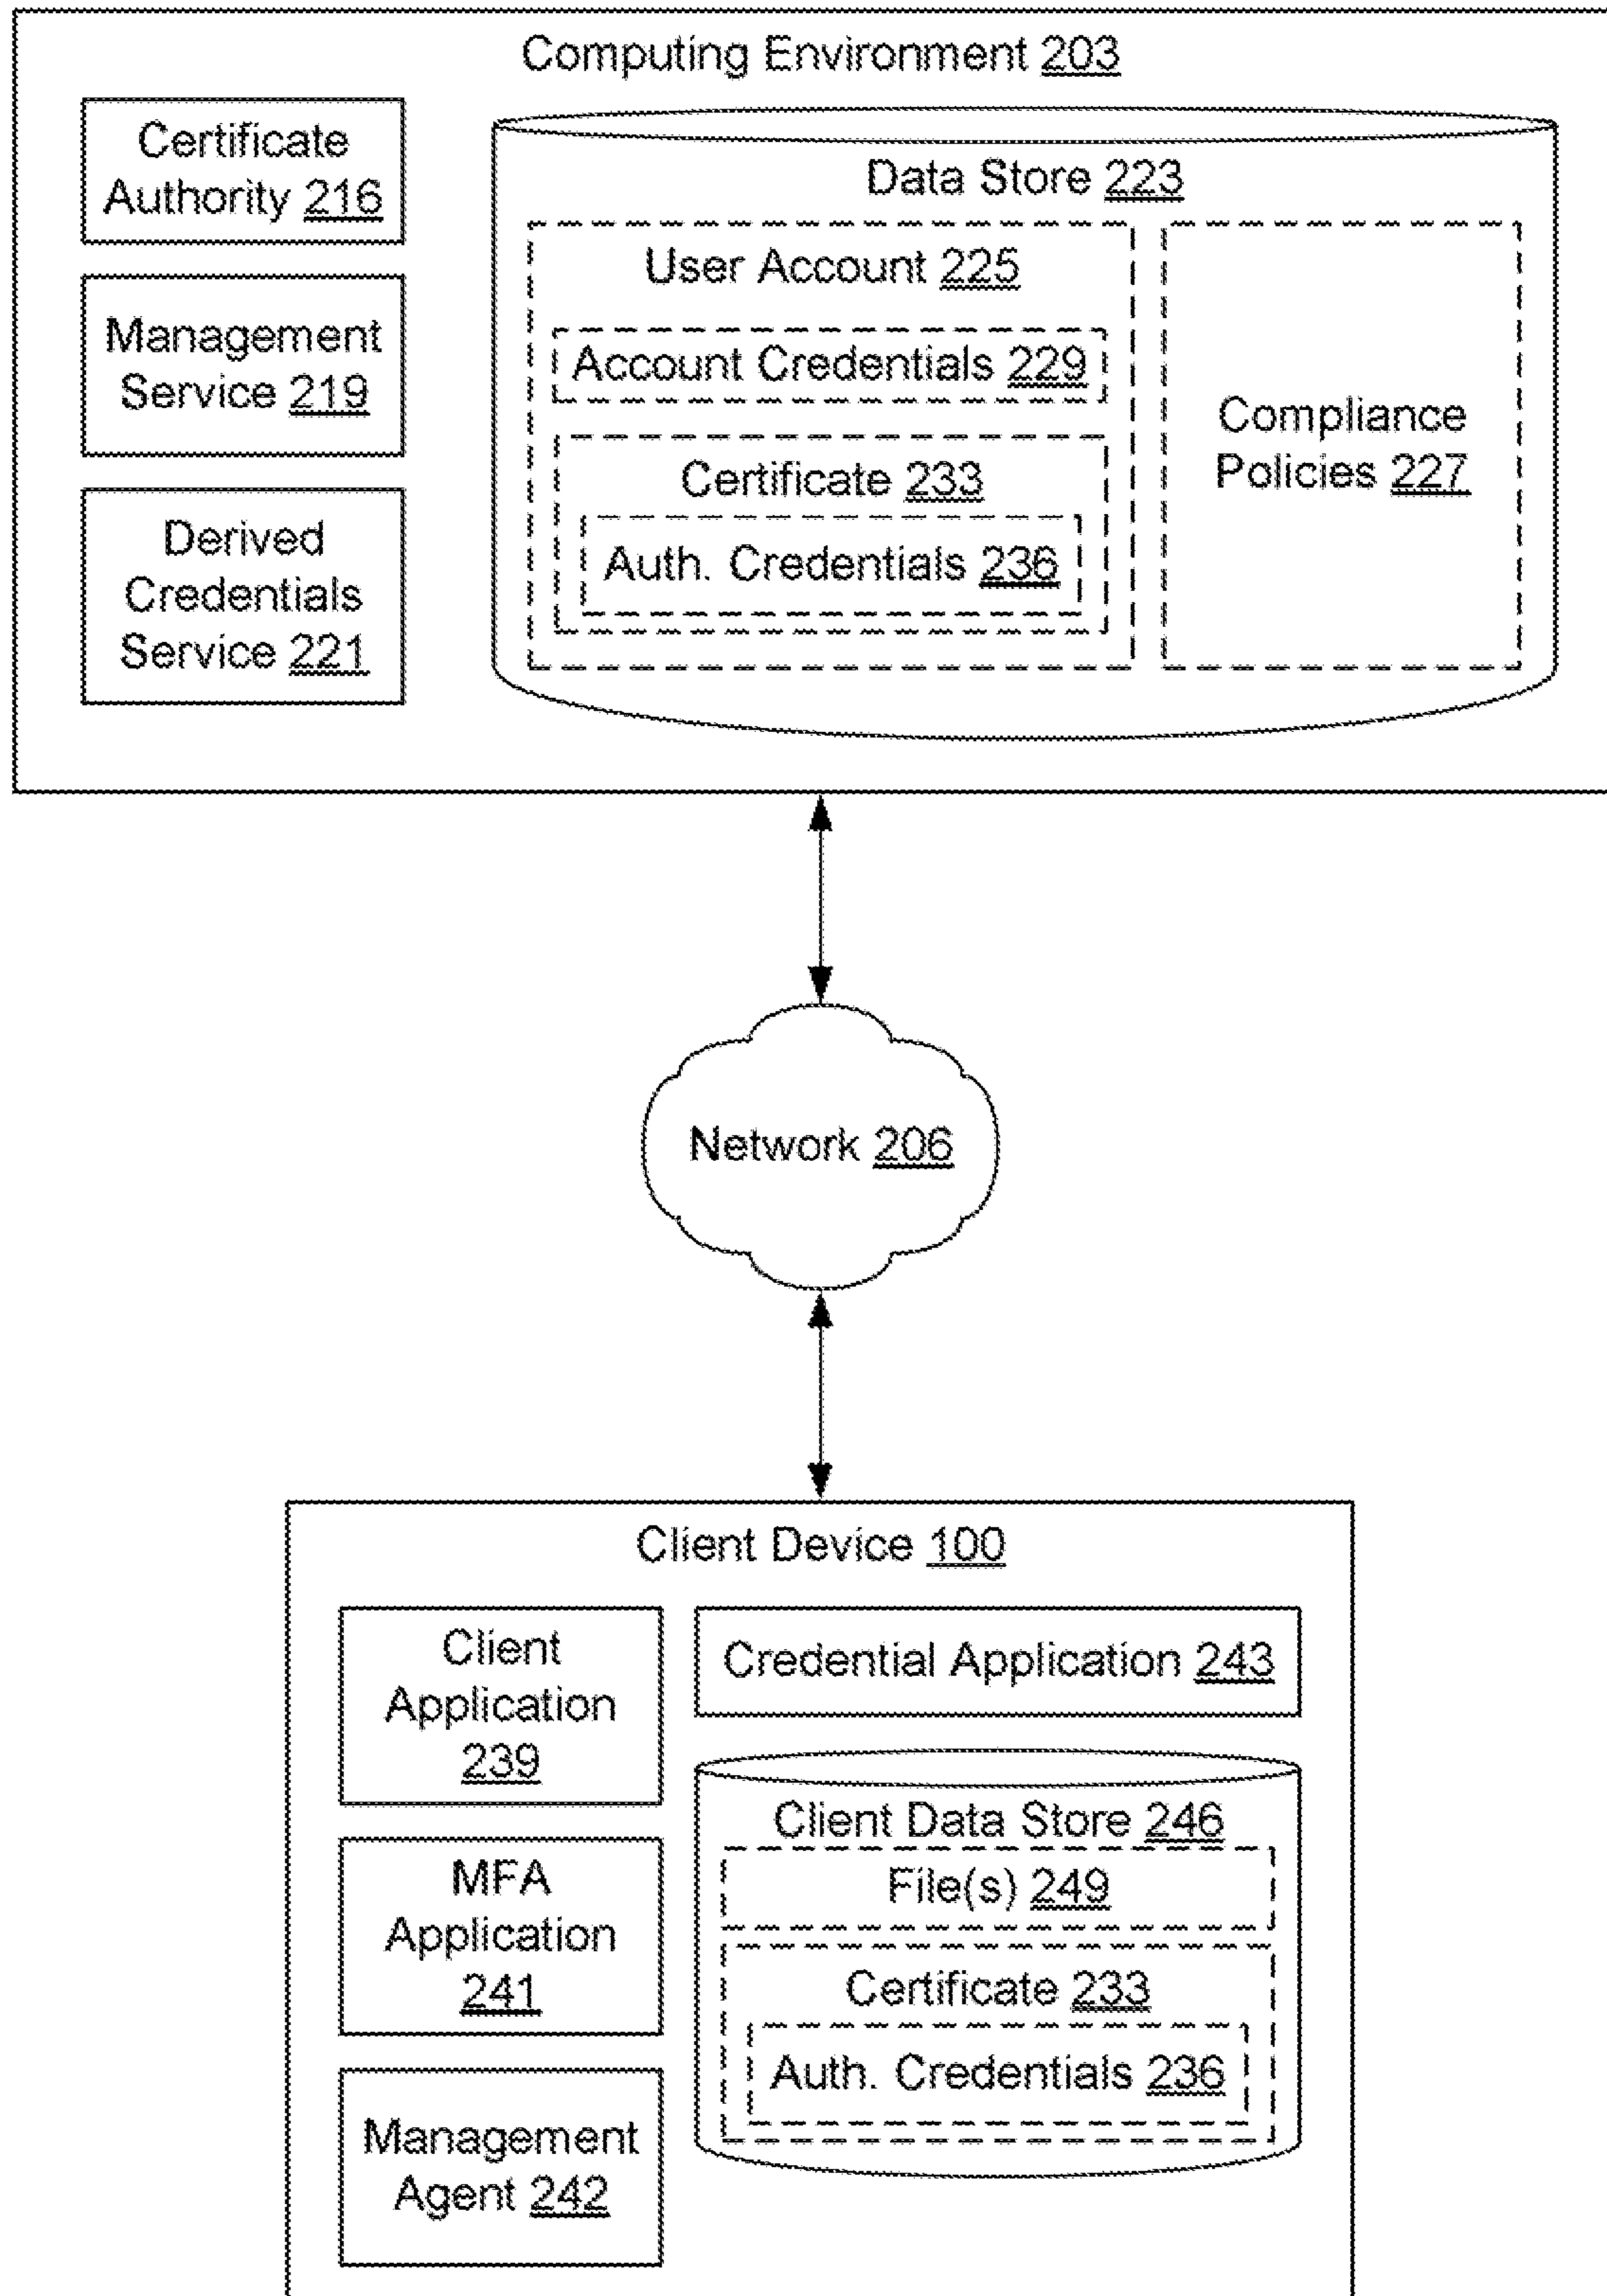 Computing Environment 203
Certificate
Authority 216
Management
Service 219
Derived
Credentials
Service 221
Data Store 223
User Account 225
Account Credentials 229
Certificate 233
Auth. Credentials 236
Compliance
Policies 227
Network 206
Client Device 100
Client
Application
239
MFA
Application
241
Management
Agent 242
Credential Application 243
Client Data Store 246
File(s) 249
Certificate 233
Auth. Credentials 236